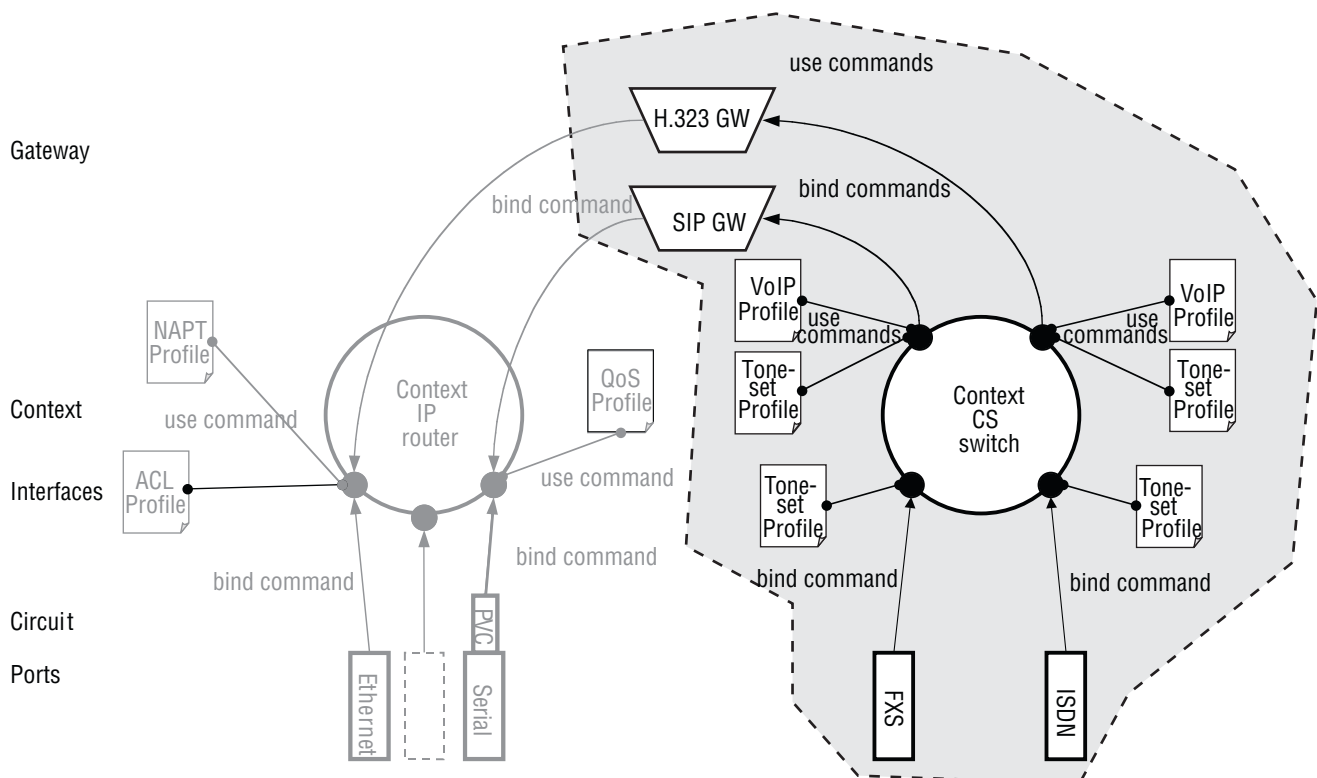 use commands
H.323 GW
Gateway
bind commands
bind command
SIP GW
VoIP
Profile
VoIP
Profile
NAPT
Profile
use
commands
use
commands
QoS
Profile
Tone-
set
Profile
Tone-
set
Profile
Context
IP
router
Context
CS
switch
Context
use command
use command
Interfaces
ACL
Profile
Tone-
set
Profile
Tone-
set
Profile
bind command
bind command
bind command
bind command
Circuit
PVC
Ports
Ethernet
Serial
FXS
ISDN